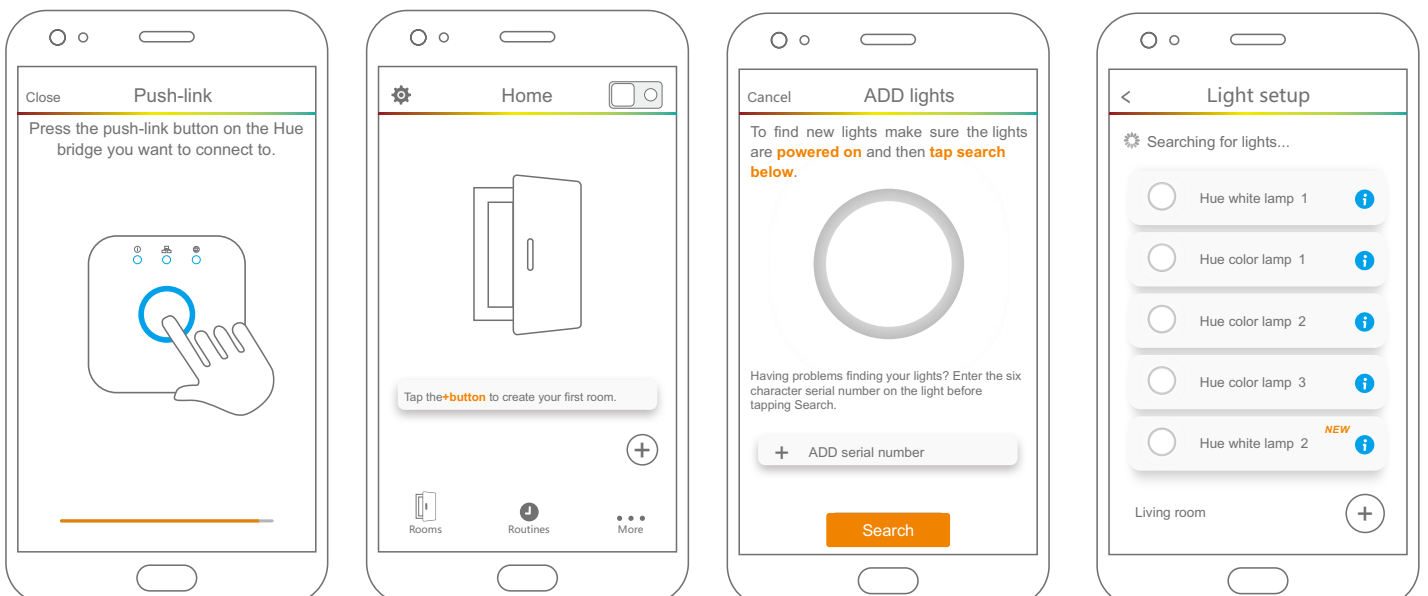 Close
Push-link
Press the push-link button on the Hue
bridge you want to connect to.
Home
Tap the+button to create your first room.
Rooms
Routines
More
Cancel
ADD lights
To find new lights make sure the lights
are powered on and then tap search
below.
Having problems finding your lights? Enter the six
character serial number on the light before
tapping Search.
+ ADD serial number
Search
< Light setup
Searching for lights...
Hue white lamp 1
Hue color lamp 1
Hue color lamp 2
Hue color lamp 3
NEW
Hue white lamp 2
Living room